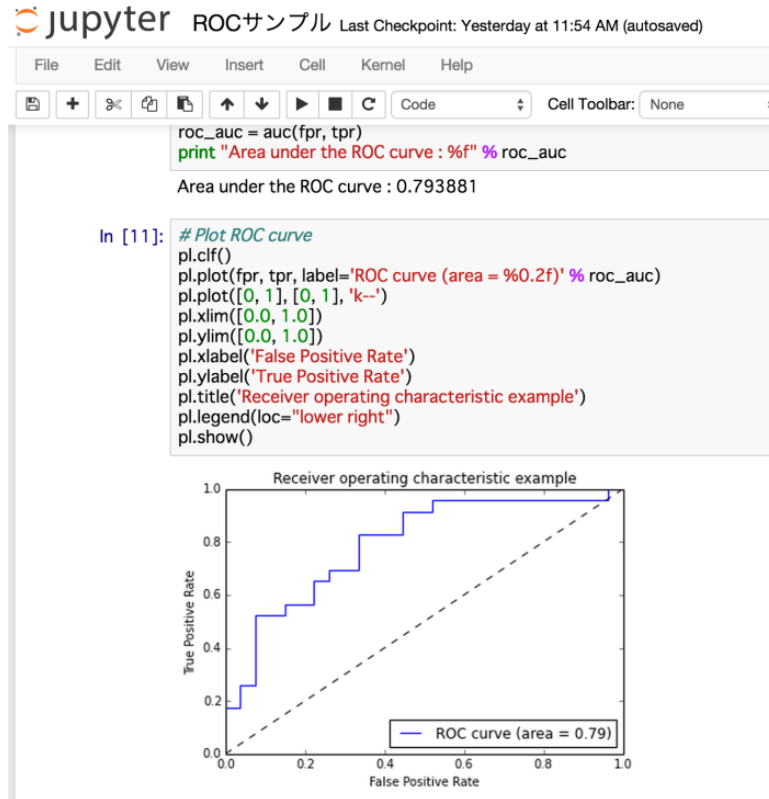 jupyter ROCサンプル Last Checkpoint: Yesterday at 11:54 AM (autosaved)
File Edit View Insert Cell Kernel Help
Code Cell Toolbar: None
roc_auc = auc(fpr, tpr)
print "Area under the ROC curve : %f" % roc_auc
Area under the ROC curve : 0.793881
In [11]: # Plot ROC curve
pl.clf()
pl.plot(fpr, tpr, label='ROC curve (area = %0.2f)' % roc_auc)
pl.plot([0, 1], [0, 1], 'k--')
pl.xlim([0.0, 1.0])
pl.ylim([0.0, 1.0])
pl.xlabel('False Positive Rate')
pl.ylabel('True Positive Rate')
pl.title('Receiver operating characteristic example')
pl.legend(loc="lower right")
pl.show()
Receiver operating characteristic example
1.0
0.8
0.6
0.4
0.2
0.0
True Positive Rate
ROC curve (area = 0.79)
0.0 0.2 0.4 0.6 0.8 1.0
False Positive Rate